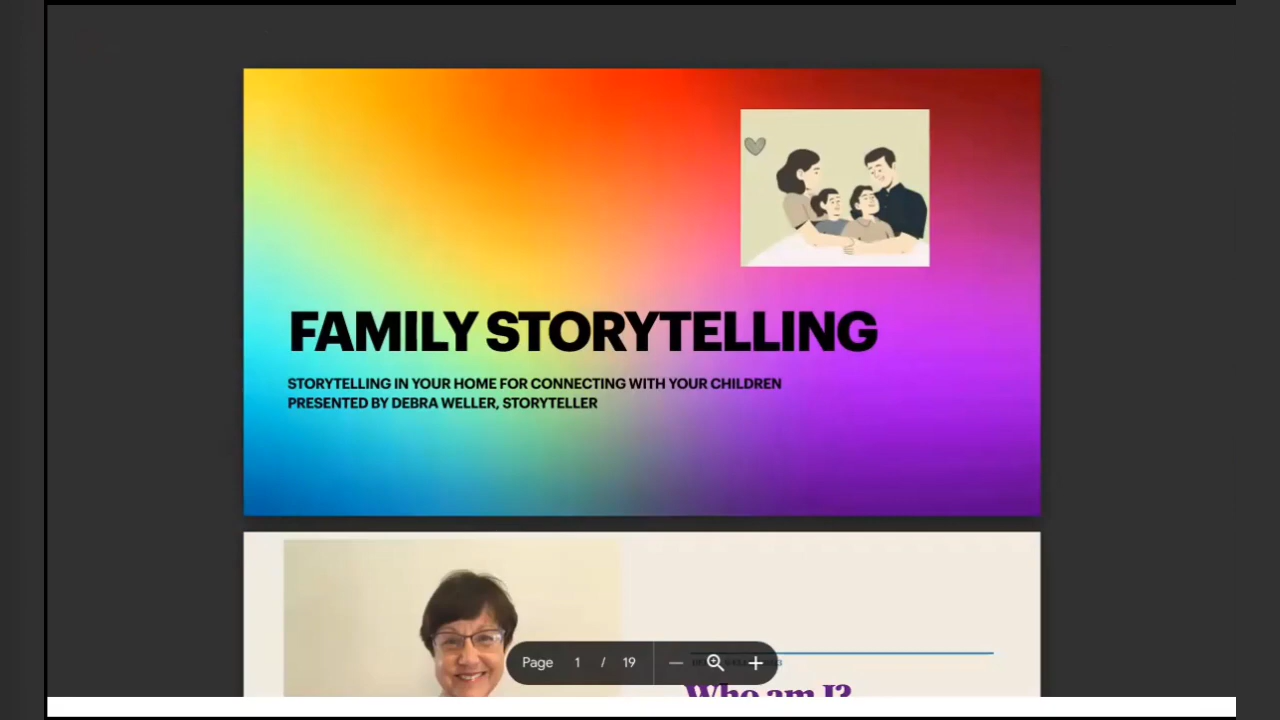 FAMILY STORYTELLING
STORYTELLING IN YOUR HOME FOR CONNECTING WITH YOUR CHILDREN
PRESENTED BY DEBRA WELLER, STORYTELLER
Page 1 / 19
Who am I?